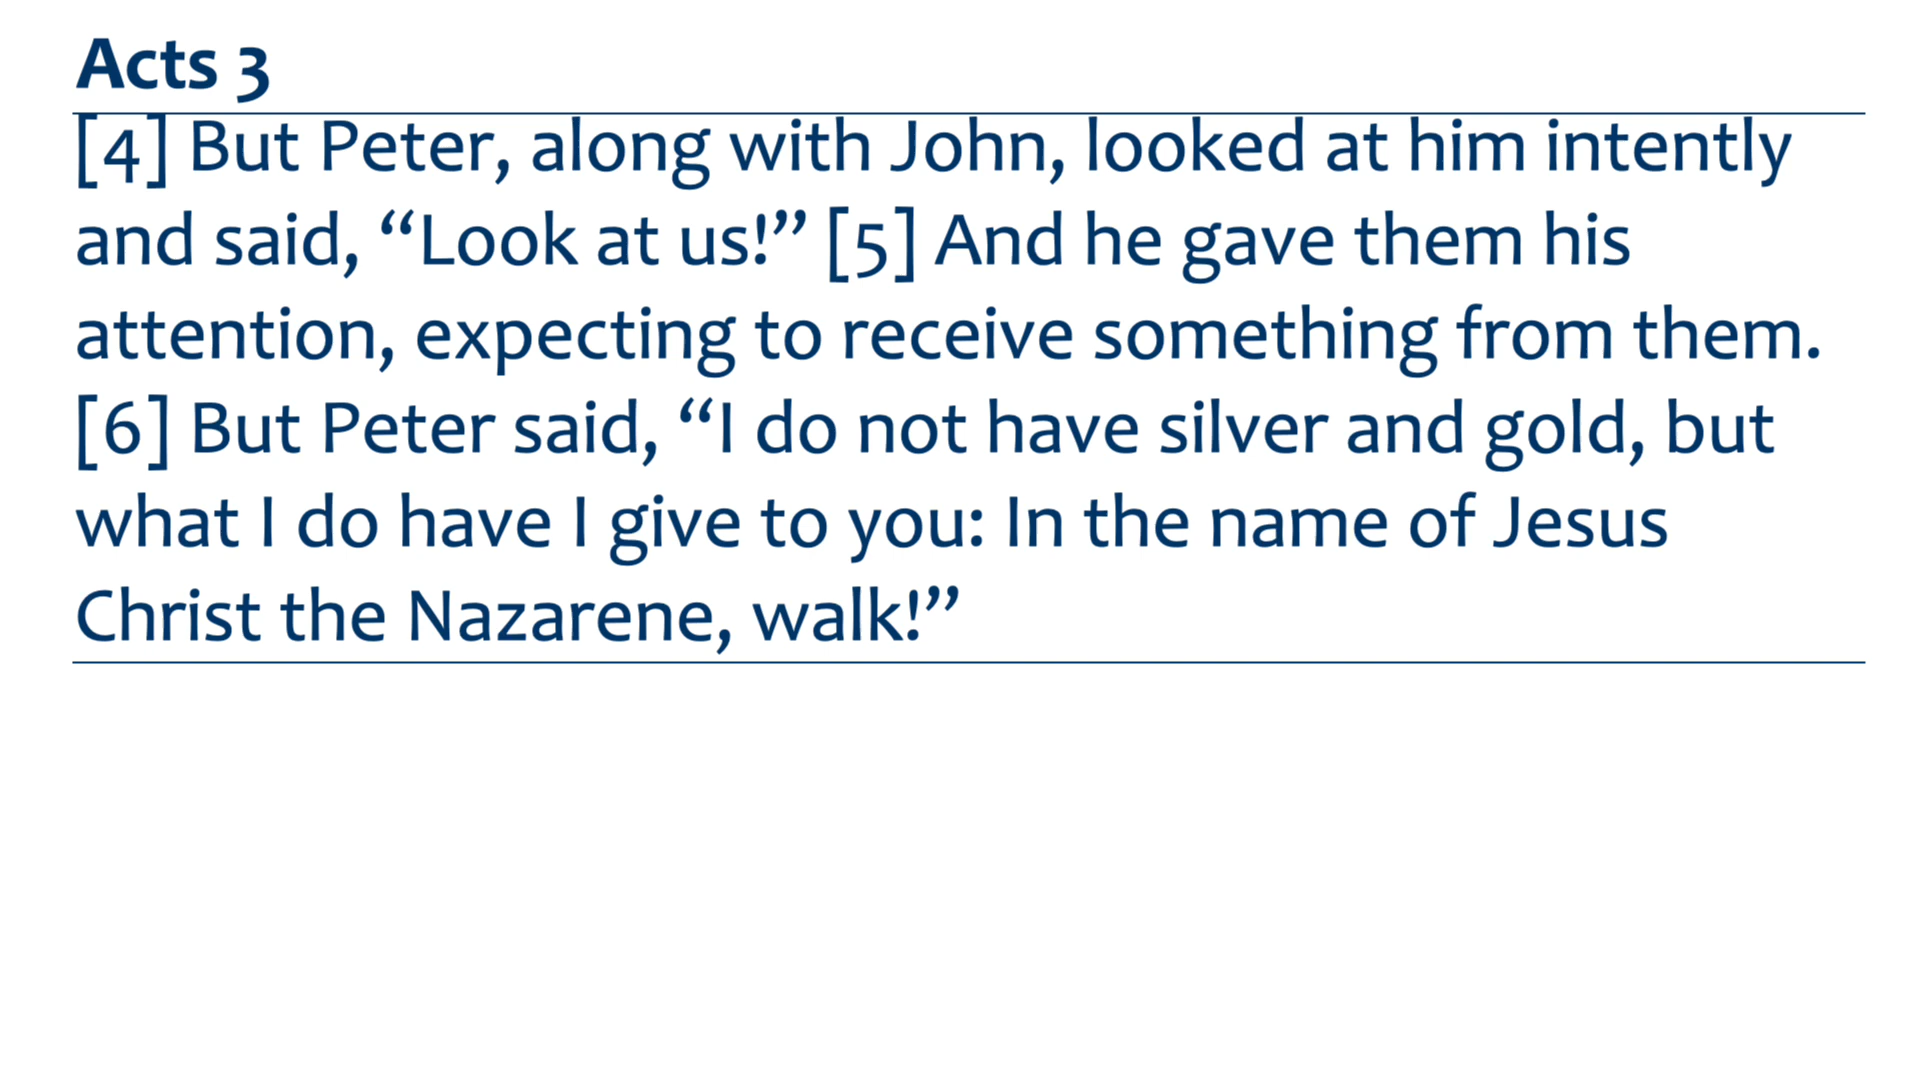 Acts 3
[4] But Peter, along with John, looked at him intently
and said, “Look at us!” [5] And he gave them his
attention, expecting to receive something from them.
[6] But Peter said, “I do not have silver and gold, but
what I do have I give to you: In the name of Jesus
Christ the Nazarene, walk!”